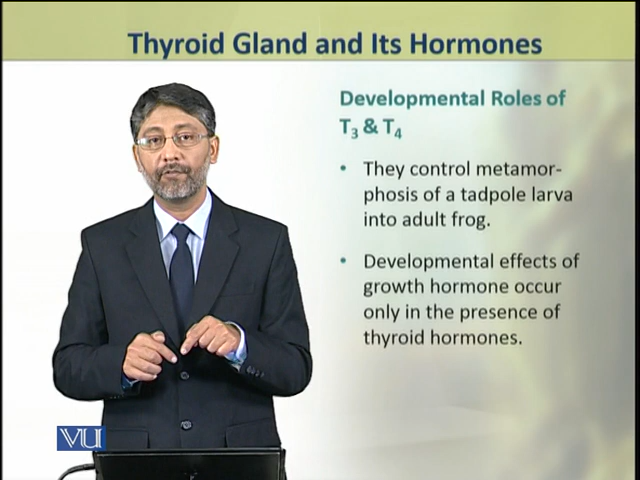 Thyroid Gland and Its Hormones
Developmental Roles of
T₃ & T₄
• They control metamor-
phosis of a tadpole larva
into adult frog.
• Developmental effects of
growth hormone occur
only in the presence of
thyroid hormones.
VU